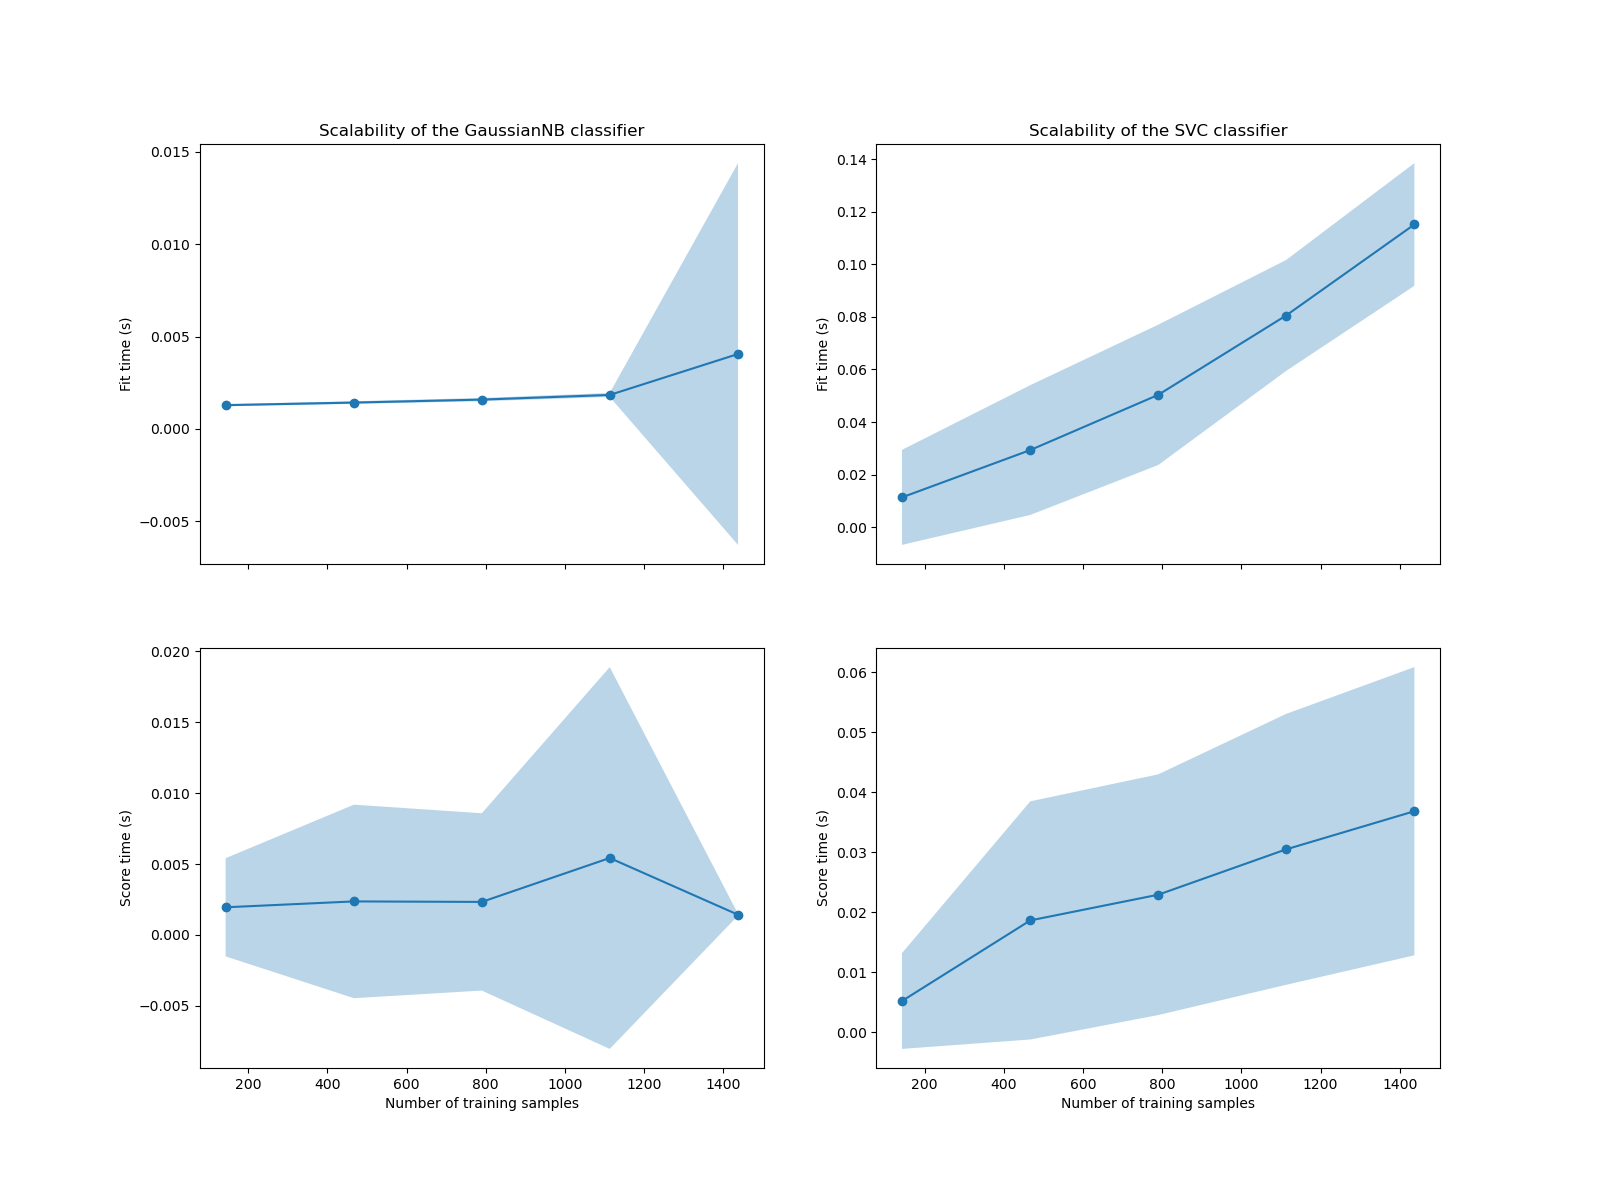 Scalability of the GaussianNB classifier
0.015
0.010
0.005
0.000
−0.005
Fit time (s)
Scalability of the SVC classifier
0.14
0.12
0.10
0.08
0.06
0.04
0.02
0.00
Fit time (s)
0.020
0.015
0.010
0.005
0.000
−0.005
Score time (s)
200 400 600 800 1000 1200 1400
Number of training samples
0.06
0.05
0.04
0.03
0.02
0.01
0.00
Score time (s)
200 400 600 800 1000 1200 1400
Number of training samples